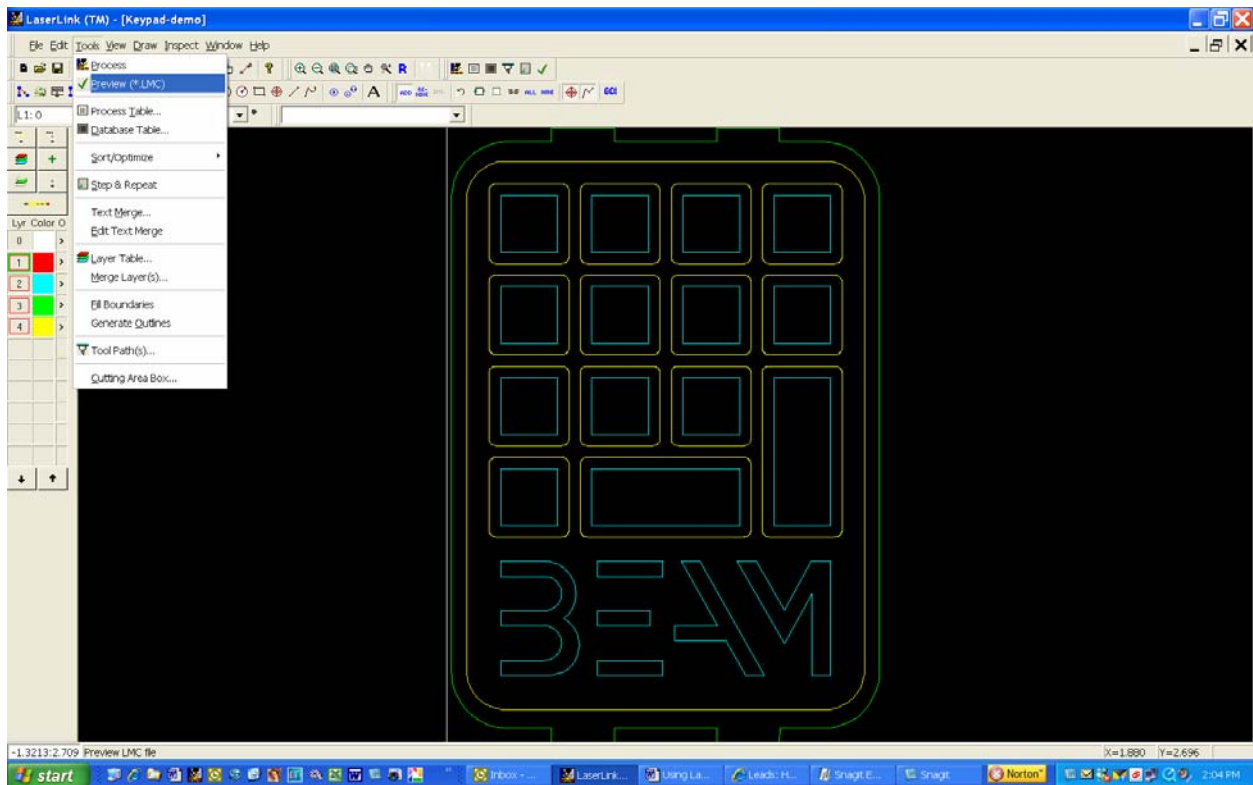 LaserLink (TM) - [Keypad-demo]
File Edit Tools View Draw Inspect Window Help
Process
Preview (*.LMC)
Process Table...
Database Table...
Sort/Optimize
Step & Repeat
Text Merge...
Edit Text Merge
Layer Table...
Merge Layer(s)...
Fill Boundaries
Generate Outlines
Tool Path(s)...
Cutting Area Box...
R
A
GCI
L1: 0
Lyr Color O
0
1
2
3
4
BEAM
-1.3213:2.709 Preview LMC file
X=1.880 Y=2.696
start
Inbox - ...
LaserLink...
Using La...
Leads: H...
SnagIt E...
SnagIt
Norton™
2:04 PM